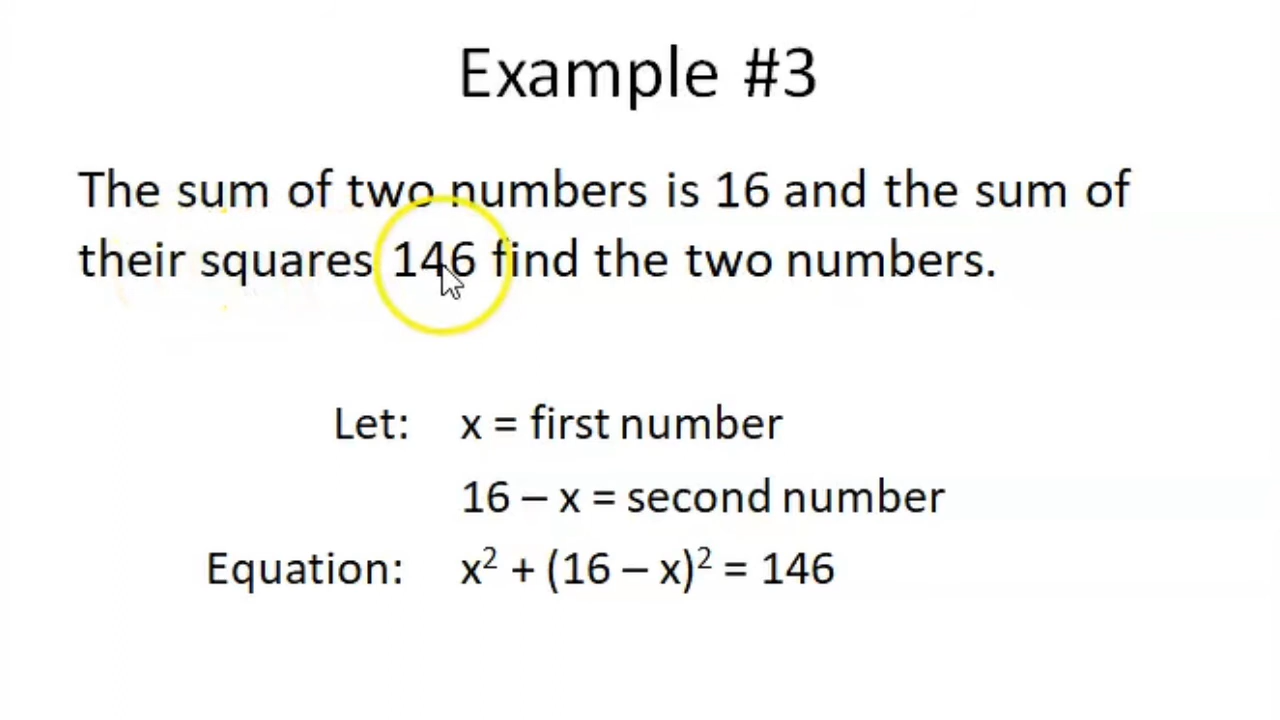 Example #3
The sum of two numbers is 16 and the sum of
their squares 146 find the two numbers.
Let: x = first number
16 – x = second number
Equation: x² + (16 – x)² = 146